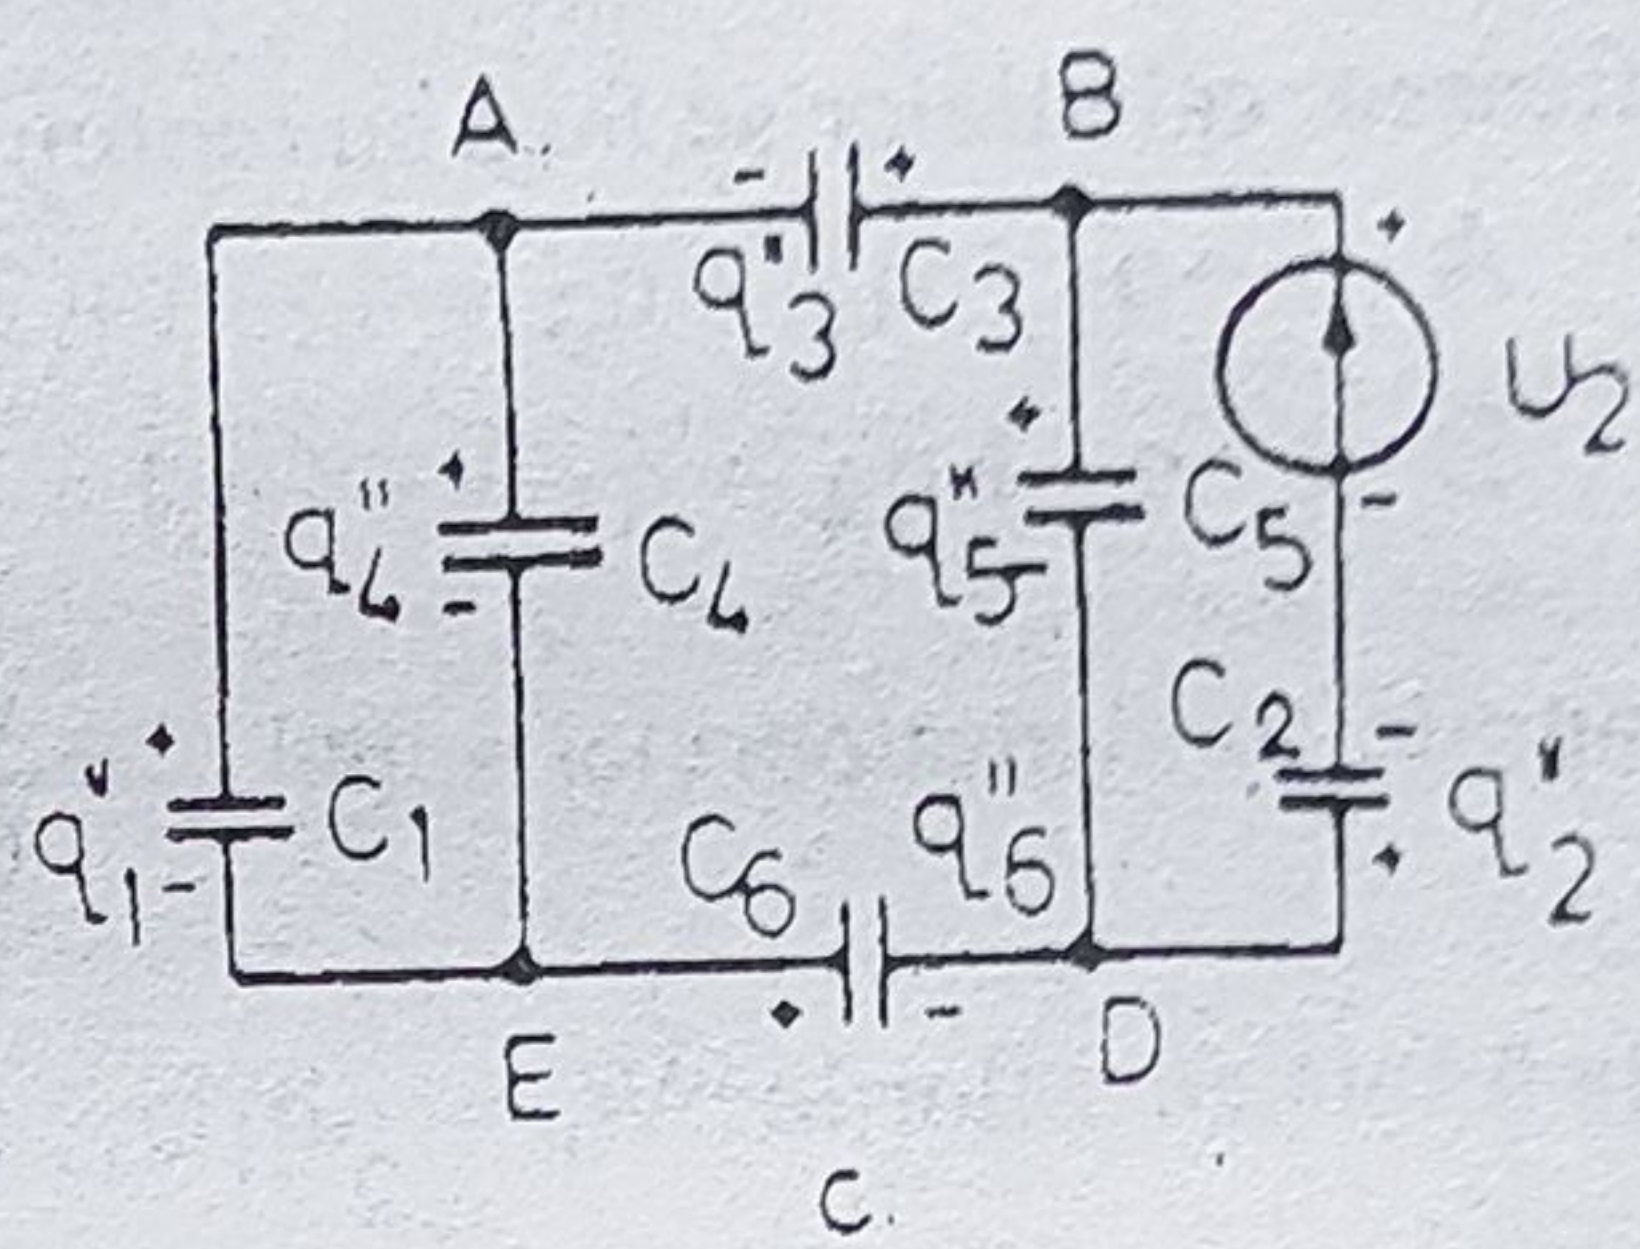 A.
B
- +
q"3 C3
+
U2
+
+
q"4 C4
-
q"5 C5
-
C2 -
+
q"1 C1
-
C6 q"6
q"2
+
+ -
E
D
C.